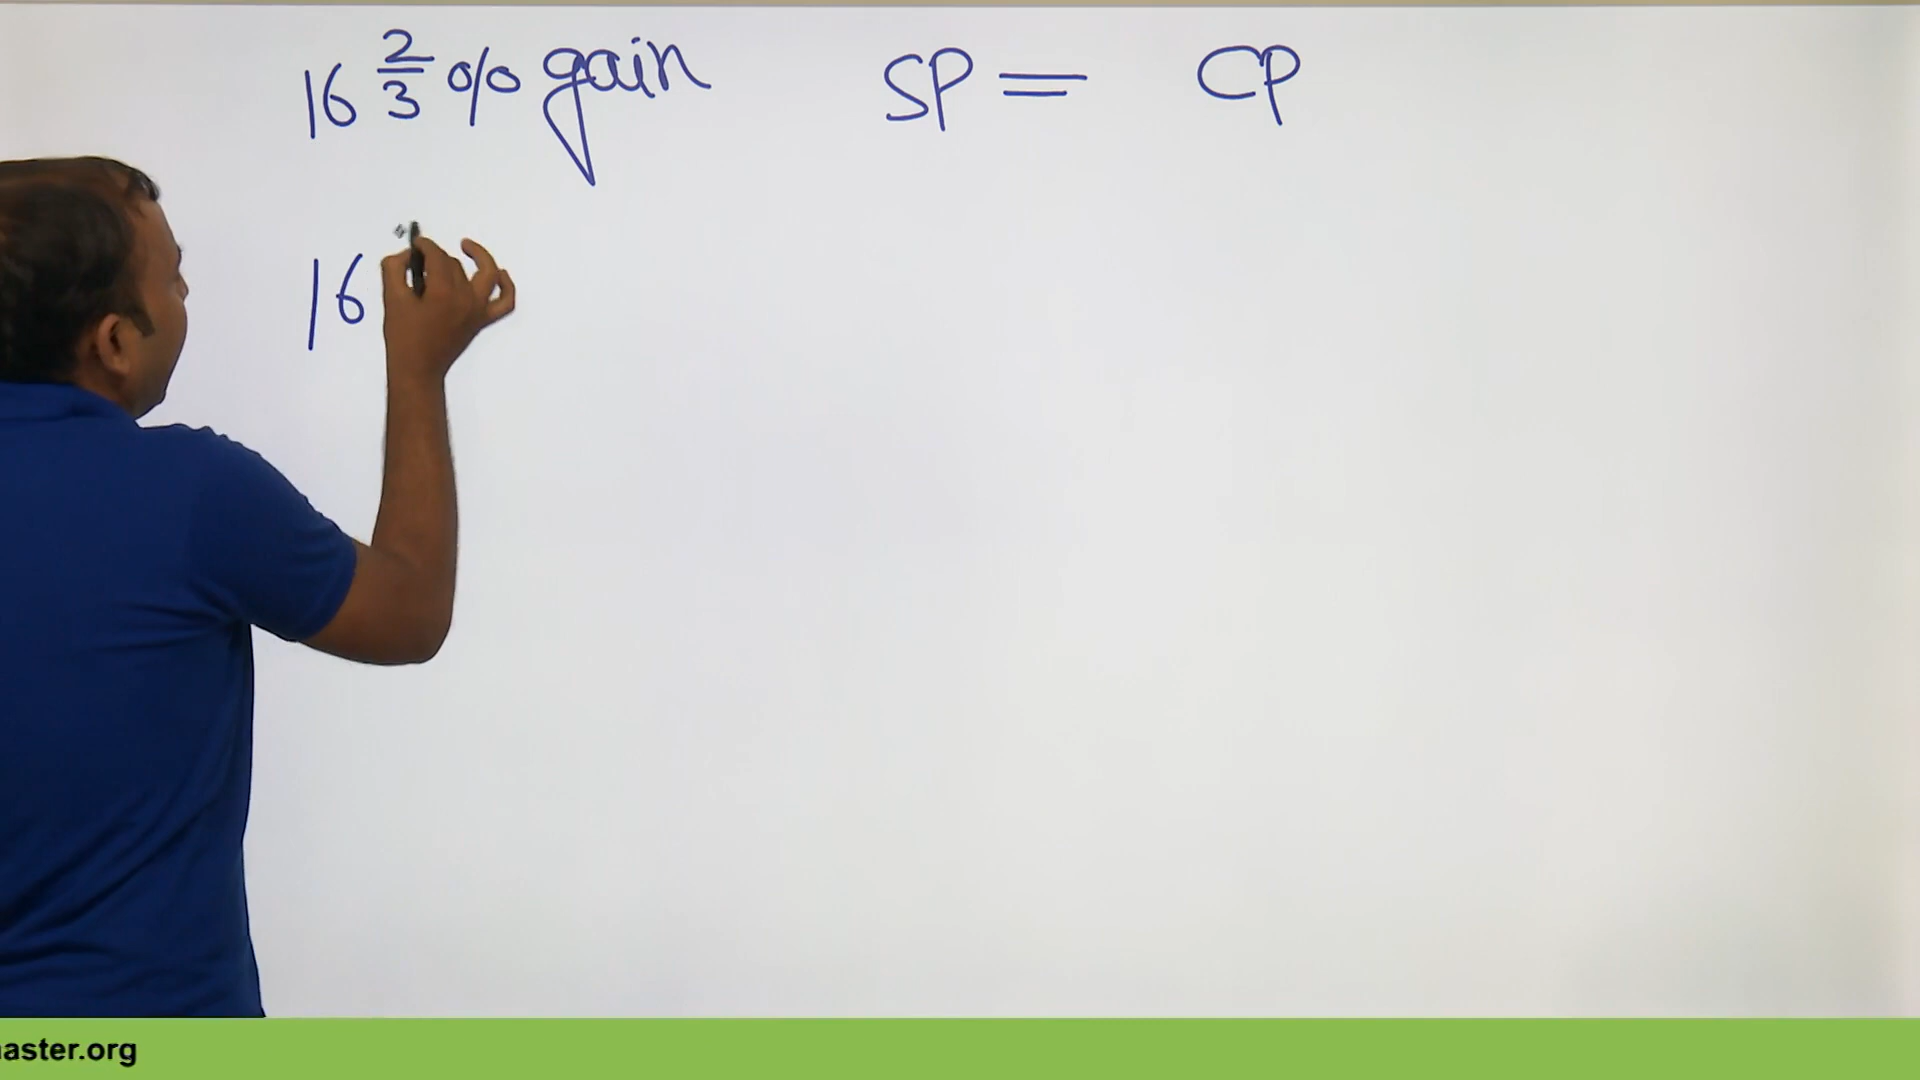 16 2/3 % gain SP = CP
16
aster.org